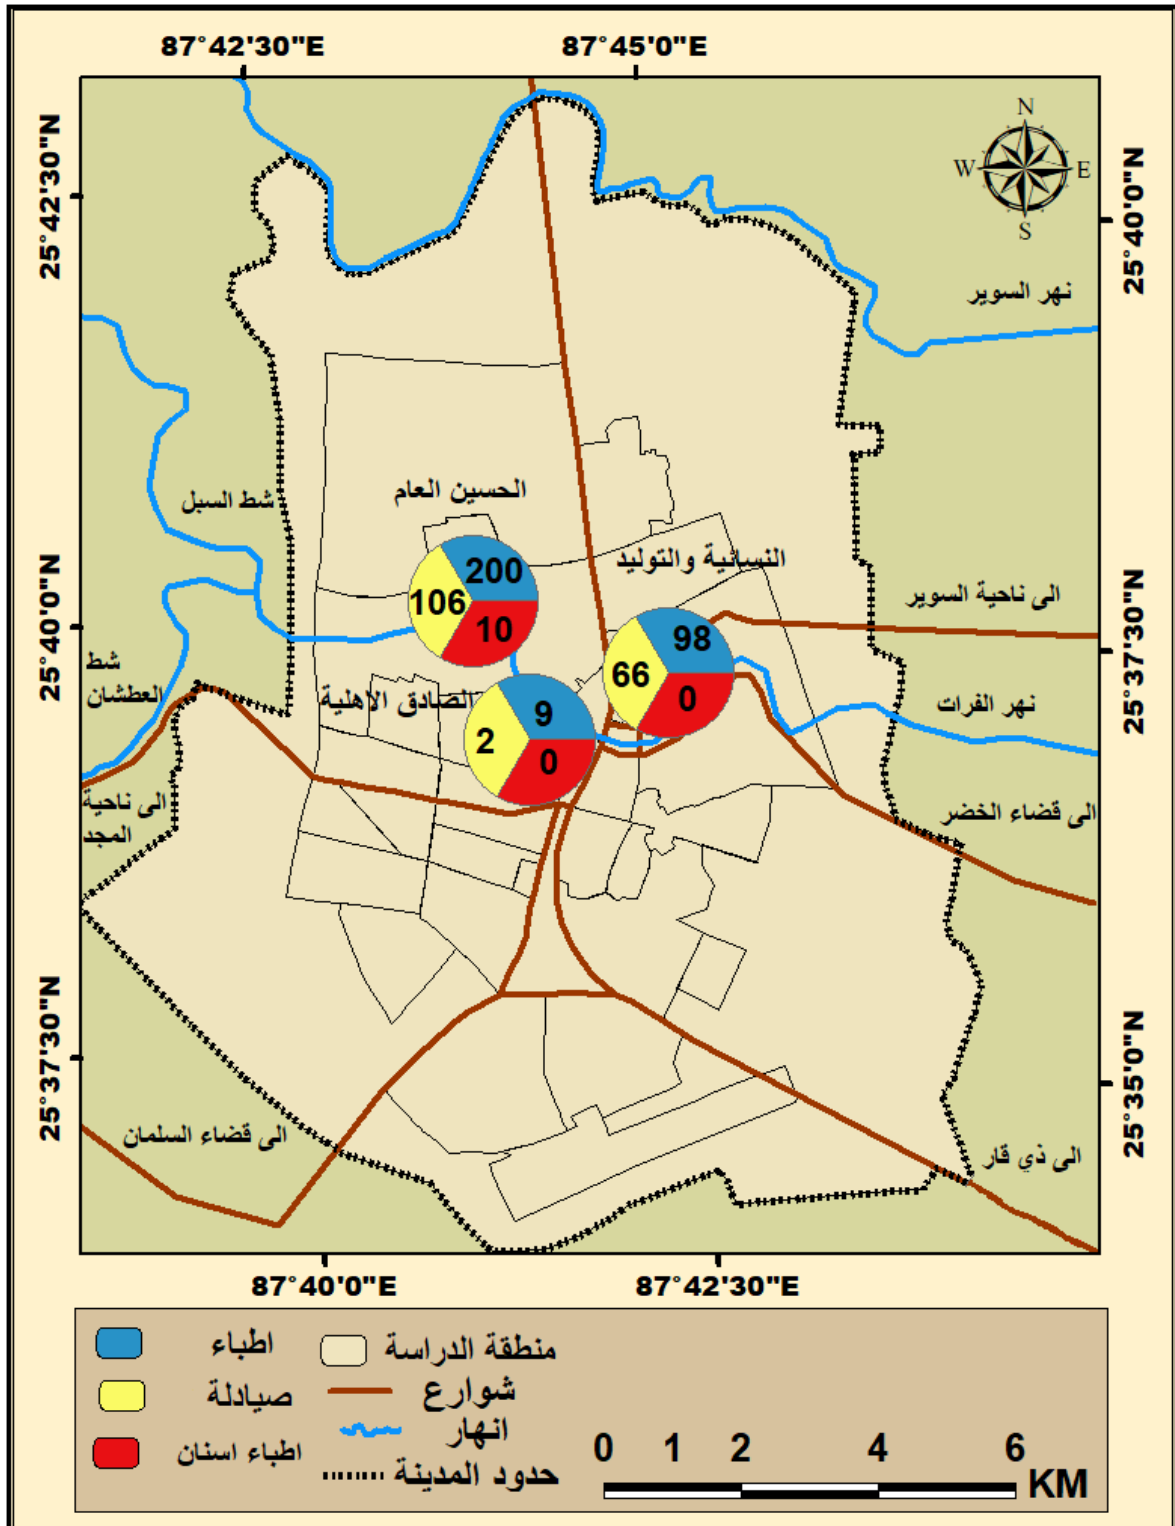 87°42'30"E
87°45'0"E
25°42'30"N
25°40'0"N
N
W
E
S
نهر السوير
الحسين العام
شط السبل
النسائية والتوليد
200
106
10
الى ناحية السوير
25°40'0"N
25°37'30"N
98
66
0
شط
العطشان
الصادق الاهلية
نهر الفرات
9
2
0
الى ناحية
المجد
الى قضاء الخضر
25°37'30"N
25°35'0"N
الى قضاء السلمان
الى ذي قار
87°40'0"E
87°42'30"E
منطقة الدراسة
اطباء
شوارع
صيادلة
انهار
اطباء اسنان
حدود المدينة
0 1 2 4 6
KM